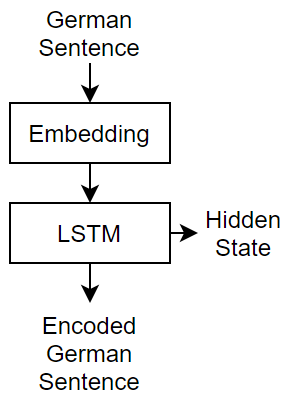 German
Sentence
Embedding
LSTM
Hidden
State
Encoded
German
Sentence